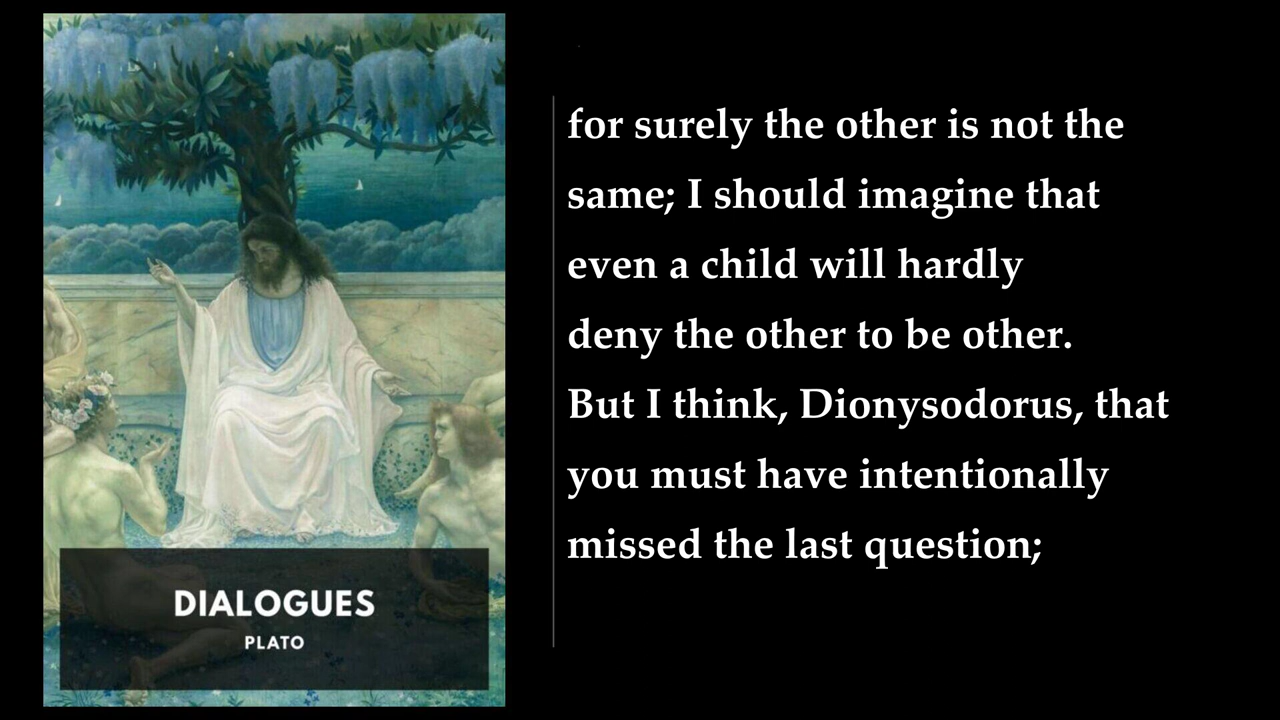 DIALOGUES
PLATO
for surely the other is not the
same; I should imagine that
even a child will hardly
deny the other to be other.
But I think, Dionysodorus, that
you must have intentionally
missed the last question;